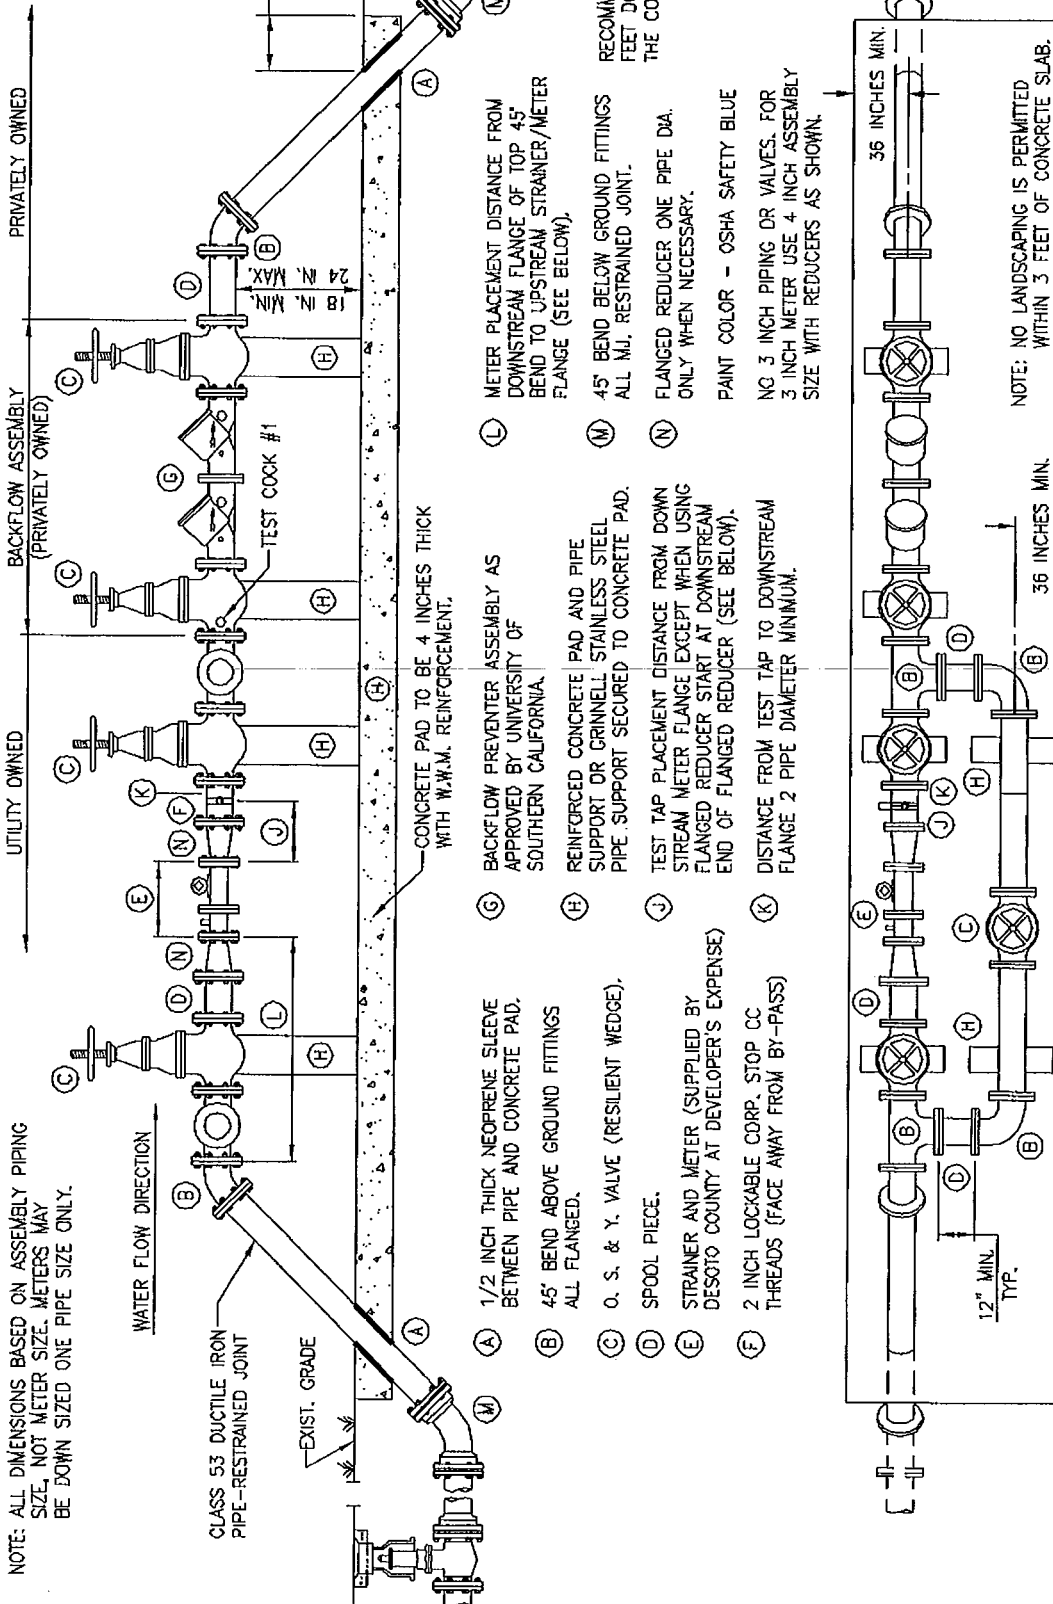 NOTE: ALL DIMENSIONS BASED ON ASSEMBLY PIPING
SIZE, NOT METER SIZE. METERS MAY
BE DOWN SIZED ONE PIPE SIZE ONLY.
UTILITY OWNED
BACKFLOW ASSEMBLY
(PRIVATELY OWNED)
PRIVATELY OWNED
WATER FLOW DIRECTION
CLASS 53 DUCTILE IRON
PIPE-RESTRAINED JOINT
EXIST. GRADE
M
A
B
C
H
L
D
N
E
N
F
K
J
C
H
H
C
H
TEST COCK #1
G
C
H
D
B
18 IN. MIN.
24 IN. MAX.
A
M
CONCRETE PAD TO BE 4 INCHES THICK
WITH W.W.M. REINFORCEMENT.
A 1/2 INCH THICK NEOPRENE SLEEVE
BETWEEN PIPE AND CONCRETE PAD.
B 45° BEND ABOVE GROUND FITTINGS
ALL FLANGED.
C O. S. & Y. VALVE (RESILIENT WEDGE).
D SPOOL PIECE.
E STRAINER AND METER (SUPPLIED BY
DESOTO COUNTY AT DEVELOPER'S EXPENSE)
F 2 INCH LOCKABLE CORP. STOP CC
THREADS (FACE AWAY FROM BY-PASS)
G BACKFLOW PREVENTER ASSEMBLY AS
APPROVED BY UNIVERSITY OF
SOUTHERN CALIFORNIA.
H REINFORCED CONCRETE PAD AND PIPE
SUPPORT OR GRINNELL STAINLESS STEEL
PIPE SUPPORT SECURED TO CONCRETE PAD.
J TEST TAP PLACEMENT DISTANCE FROM DOWN
STREAM METER FLANGE EXCEPT WHEN USING
FLANGED REDUCER START AT DOWNSTREAM
END OF FLANGED REDUCER (SEE BELOW).
K DISTANCE FROM TEST TAP TO DOWNSTREAM
FLANGE 2 PIPE DIAMETER MINIMUM.
L METER PLACEMENT DISTANCE FROM
DOWNSTREAM FLANGE OF TOP 45°
BEND TO UPSTREAM STRAINER/METER
FLANGE (SEE BELOW).
M 45° BEND BELOW GROUND FITTINGS
ALL MJ, RESTRAINED JOINT.
N FLANGED REDUCER ONE PIPE DIA.
ONLY WHEN NECESSARY.
PAINT COLOR - OSHA SAFETY BLUE
NO 3 INCH PIPING OR VALVES. FOR
3 INCH METER USE 4 INCH ASSEMBLY
SIZE WITH REDUCERS AS SHOWN.
FEET
12" MIN.
TYP.
D
B
B
H
C
D
E
J
K
H
B
D
B
36 INCHES MIN.
36 INCHES MIN.
NOTE: NO LANDSCAPING IS PERMITTED
WITHIN 3 FEET OF CONCRETE SLAB.